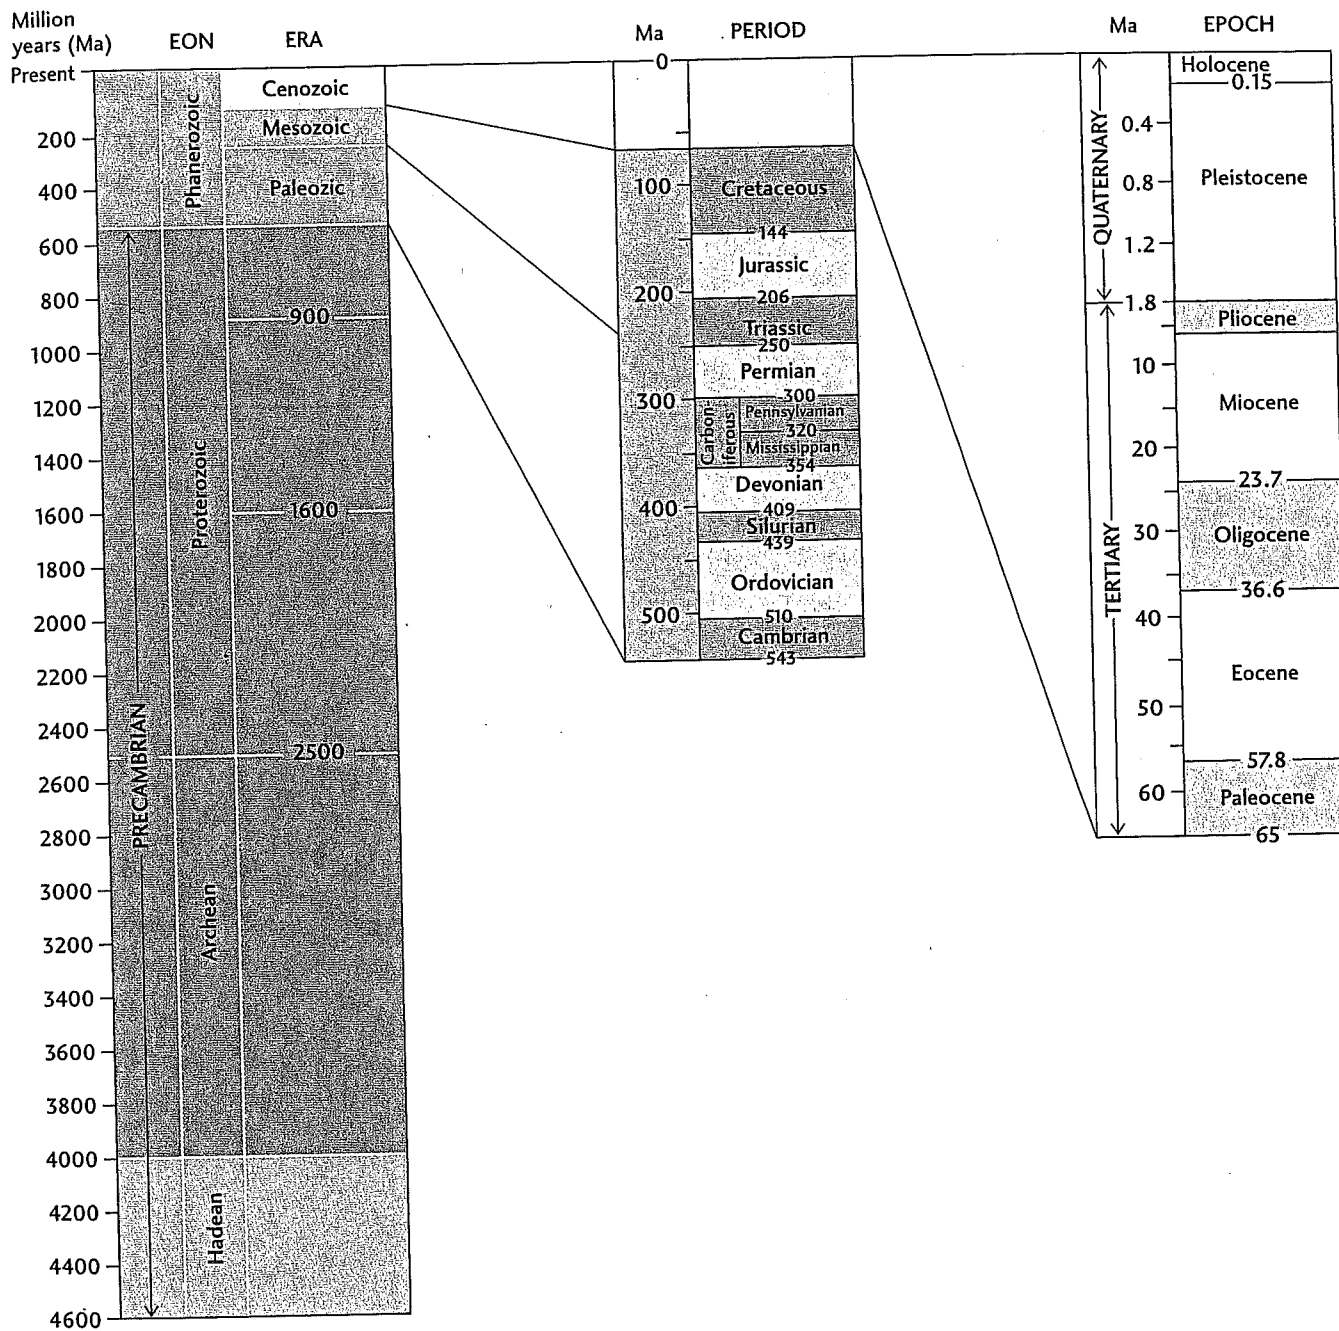 Million
years (Ma)
EON
ERA
Present
200
400
600
800
1000
1200
1400
1600
1800
2000
2200
2400
2600
2800
3000
3200
3400
3600
3800
4000
4200
4400
4600
PRECAMBRIAN
Phanerozoic
Proterozoic
Archean
Hadean
Cenozoic
Mesozoic
Paleozic
900
1600
2500
Ma
PERIOD
0
100
200
300
400
500
Cretaceous
144
Jurassic
206
Triassic
250
Permian
300
Carbon-
iferous
Pennsylvanian
320
Mississippian
354
Devonian
409
Silurian
439
Ordovician
510
Cambrian
543
Ma
EPOCH
QUATERNARY
TERTIARY
0.4
0.8
1.2
1.8
10
20
30
40
50
60
Holocene
0.15
Pleistocene
Pliocene
Miocene
23.7
Oligocene
36.6
Eocene
57.8
Paleocene
65